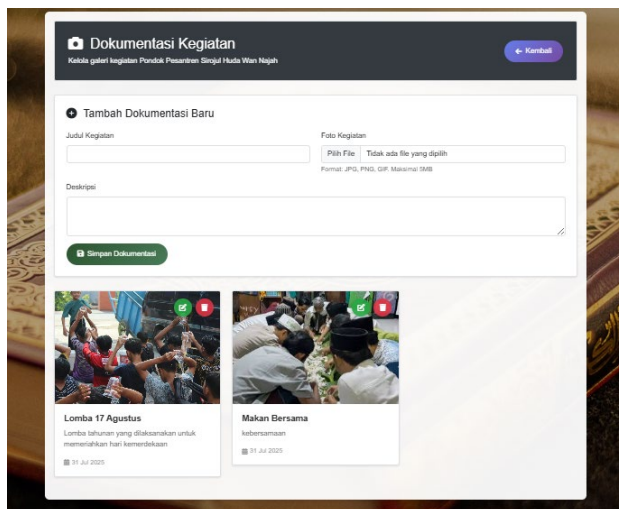 Dokumentasi Kegiatan
Kelola galeri kegiatan Pondok Pesantren Sirojul Huda Wan Najah
← Kembali
Tambah Dokumentasi Baru
Judul Kegiatan
Foto Kegiatan
Pilih File Tidak ada file yang dipilih
Format: JPG, PNG, GIF. Maksimal 5MB
Deskripsi
Simpan Dokumentasi
Lomba 17 Agustus
Lomba tahunan yang dilaksanakan untuk
memeriahkan hari kemerdekaan
31 Jul 2025
Makan Bersama
kebersamaan
31 Jul 2025